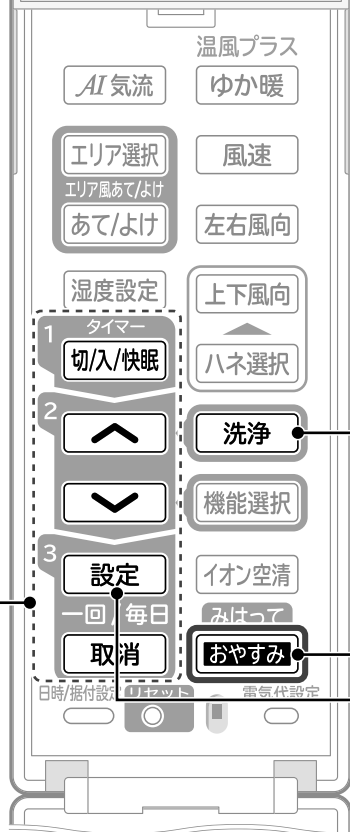 温風プラス
AI 気流
ゆか暖
エリア選択
風速
エリア風あて/よけ
あて/よけ
左右風向
湿度設定
上下風向
1
タイマー
切/入/快眠
ハネ選択
2
洗浄
機能選択
3
設定
イオン空清
一回/毎日
みはって
取消
おやすみ
日時/据付設定
リセット
電気代設定